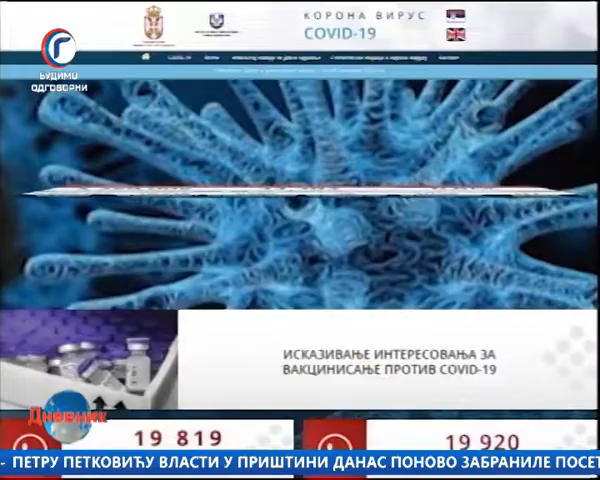 КОРОНА ВИРУС
COVID-19
БУДИМО
ОДГОВОРНИ
ИСКАЗИВАЊЕ ИНТЕРЕСОВАЊА ЗА
ВАКЦИНИСАЊЕ ПРОТИВ COVID-19
Дневник
19 819
19 920
- ПЕТРУ ПЕТКОВИЋУ ВЛАСТИ У ПРИШТИНИ ДАНАС ПОНОВО ЗАБРАНИЛЕ ПОСЕТ